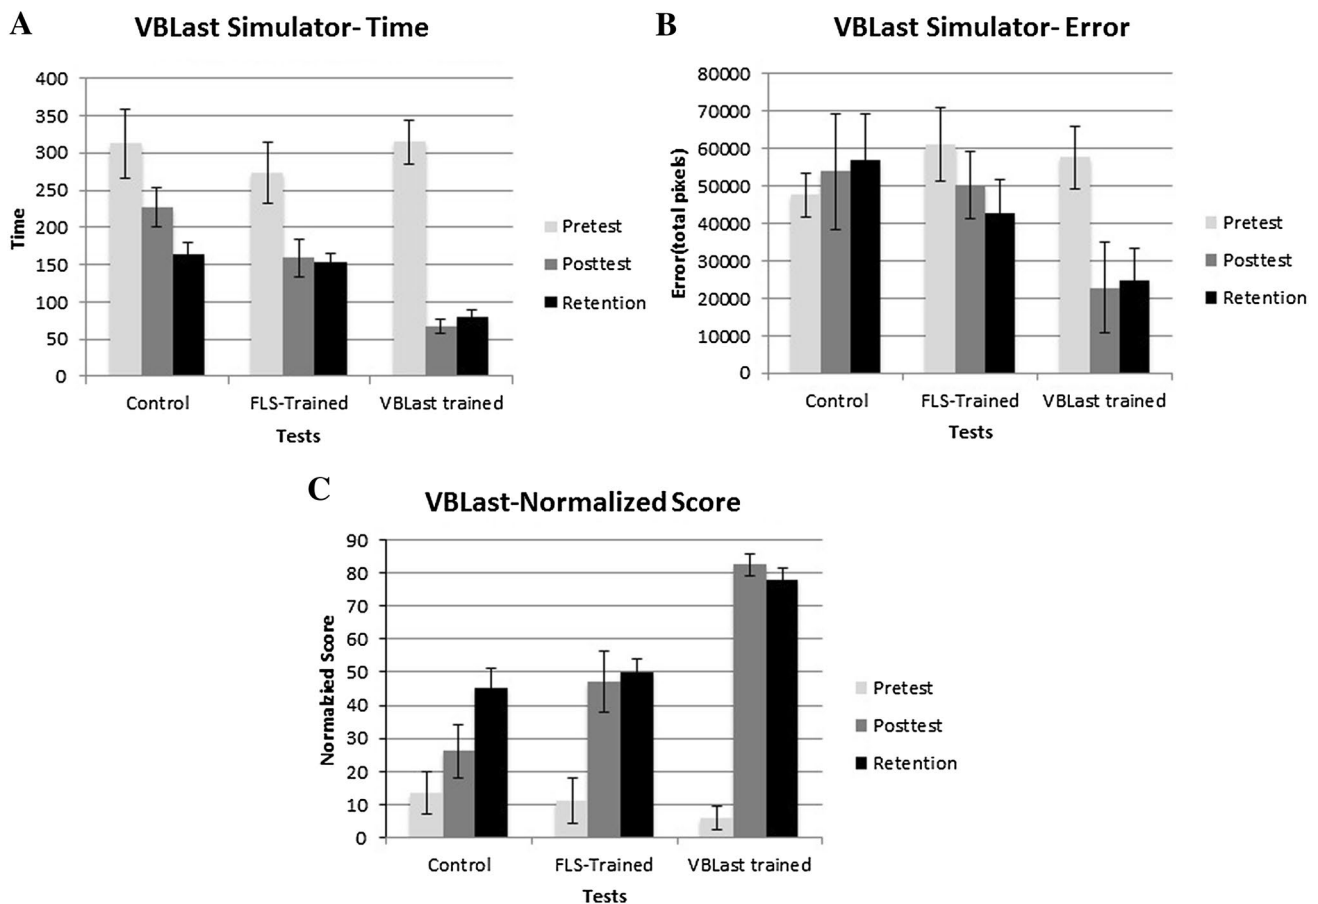 A
VBLast Simulator- Time
400
350
300
250
200
150
100
50
0
Time
Control
FLS-Trained
VBLast trained
Tests
Pretest
Posttest
Retention
B
VBLast Simulator- Error
80000
70000
60000
50000
40000
30000
20000
10000
0
Error(total pixels)
Control
FLS-Trained
VBLast trained
Tests
Pretest
Posttest
Retention
C
VBLast-Normalized Score
90
80
70
60
50
40
30
20
10
0
Normalzied Score
Control
FLS-Trained
VBLast trained
Tests
Pretest
Posttest
Retention